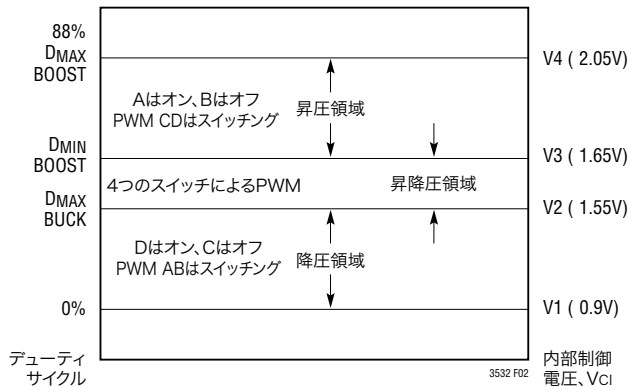 88%
DMAX
BOOST
DMIN
BOOST
DMAX
BUCK
0%
デューティ
サイクル
Aはオン、Bはオフ
PWM CDはスイッチング
昇圧領域
4つのスイッチによるPWM
昇降圧領域
Dはオン、Cはオフ
PWM ABはスイッチング
降圧領域
V4 ( 2.05V)
V3 ( 1.65V)
V2 ( 1.55V)
V1 ( 0.9V)
3532 F02
内部制御
電圧、VCI